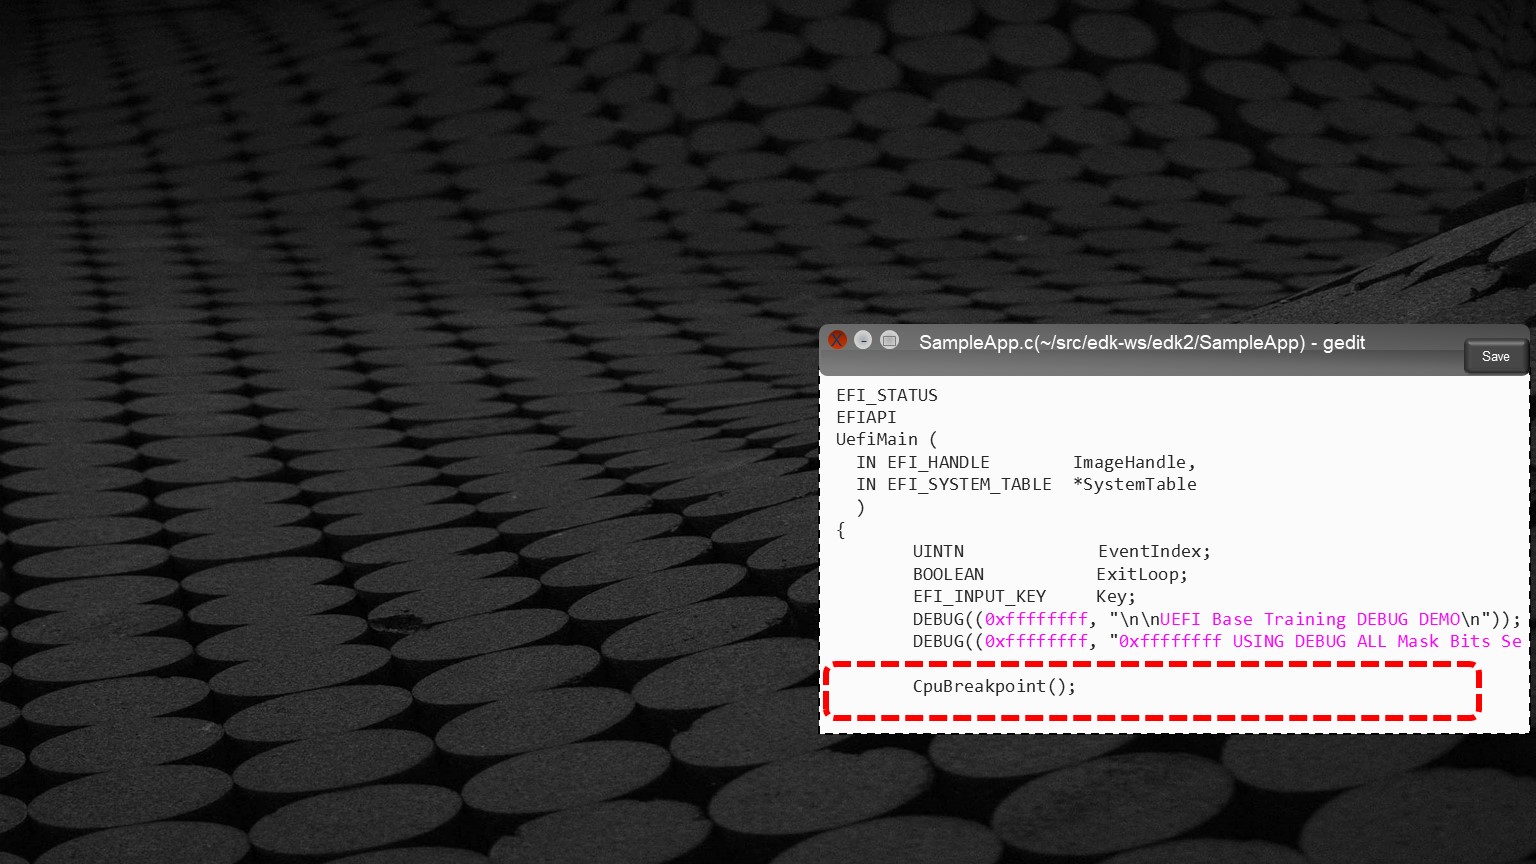 X - SampleApp.c(~/src/edk-ws/edk2/SampleApp) - gedit
Save
EFI_STATUS
EFIAPI
UefiMain (
  IN EFI_HANDLE        ImageHandle,
  IN EFI_SYSTEM_TABLE  *SystemTable
  )
{
UINTN             EventIndex;
BOOLEAN           ExitLoop;
EFI_INPUT_KEY     Key;
DEBUG((0xffffffff, "\n\nUEFI Base Training DEBUG DEMO\n"));
DEBUG((0xffffffff, "0xffffffff USING DEBUG ALL Mask Bits Se
CpuBreakpoint();